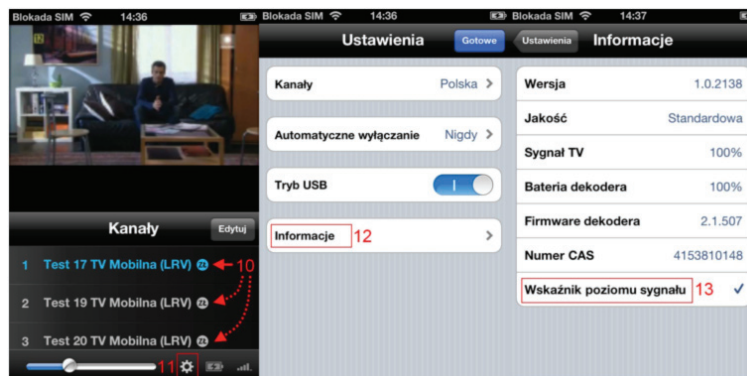 Blokada SIM 14:36
Kanały Edytuj
1 Test 17 TV Mobilna (LRV) 10
2 Test 19 TV Mobilna (LRV)
3 Test 20 TV Mobilna (LRV)
11
Blokada SIM 14:36
Ustawienia Gotowe
Kanały Polska
Automatyczne wyłączanie Nigdy
Tryb USB
Informacje 12
Blokada SIM 14:37
Ustawienia Informacje
Wersja 1.0.2138
Jakość Standardowa
Sygnał TV 100%
Bateria dekodera 100%
Firmware dekodera 2.1.507
Numer CAS 4153810148
Wskaźnik poziomu sygnału 13